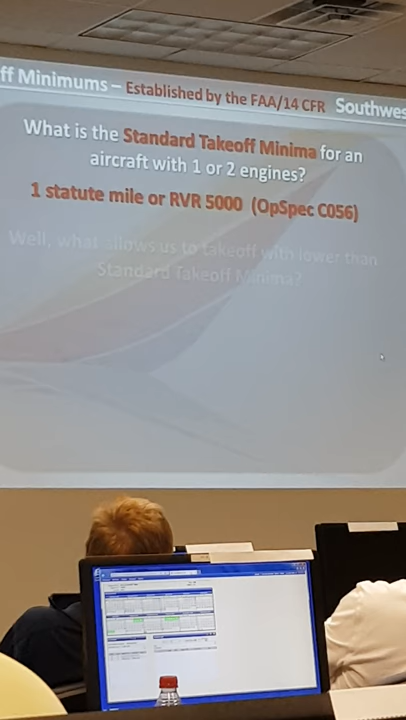 ff Minimums – Established by the FAA/14 CFR Southwes
What is the Standard Takeoff Minima for an
aircraft with 1 or 2 engines?
1 statute mile or RVR 5000 (OpSpec C056)
Well, what allows us to takeoff with lower than
Standard Takeoff Minima?